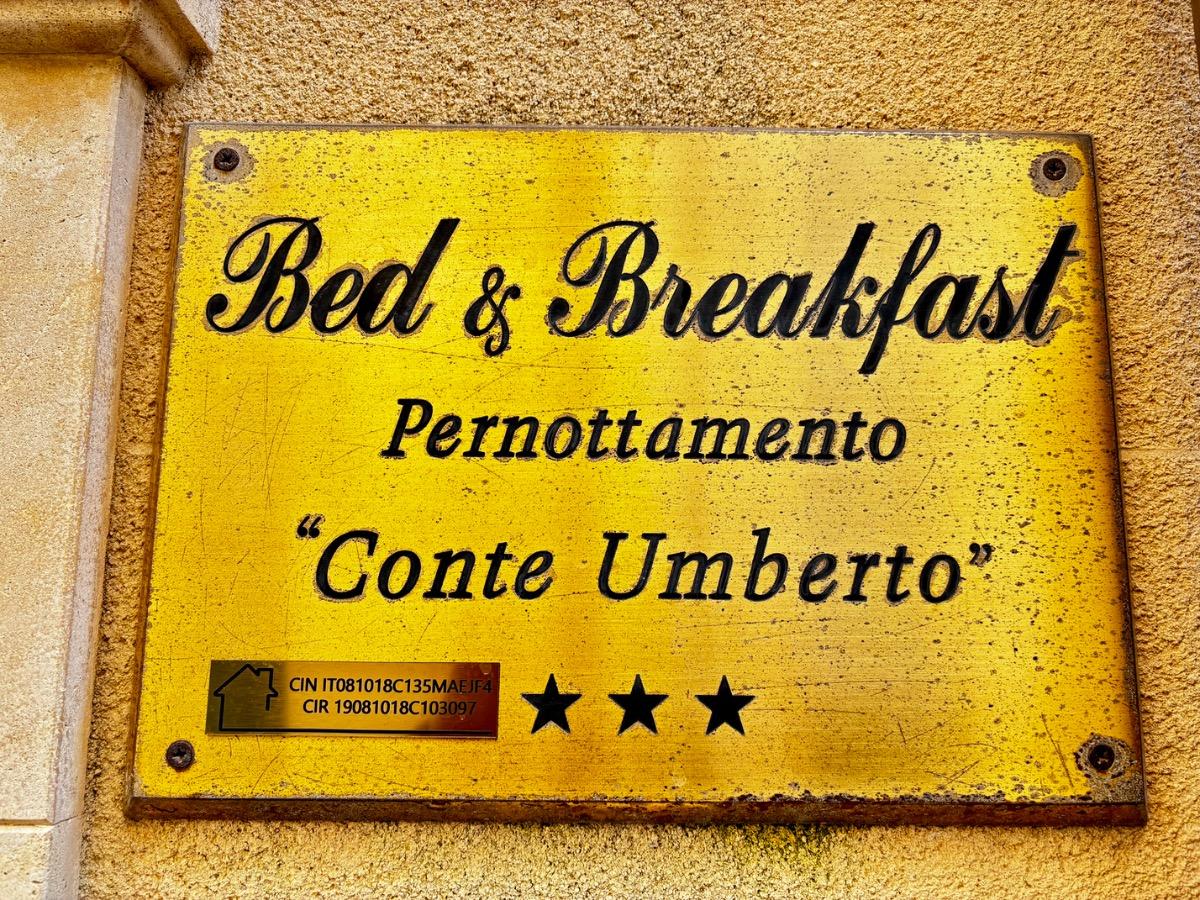 Bed & Breakfast
Pernottamento
“Conte Umberto”
CIN IT081018C135MAEJF4
CIR 19081018C103097